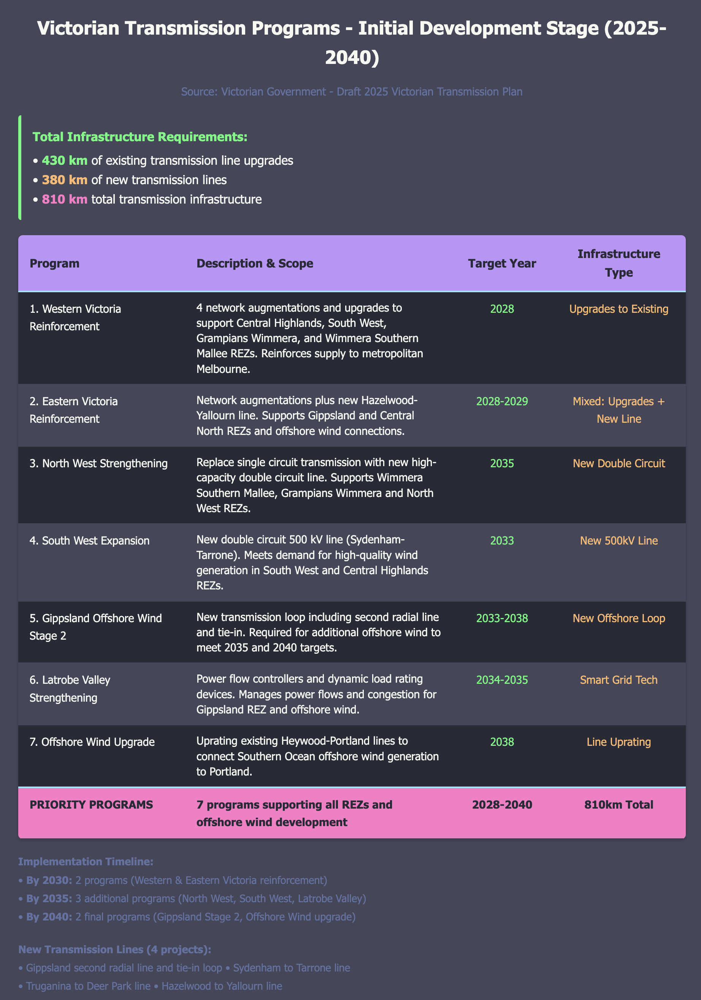 Victorian Transmission Programs - Initial Development Stage (2025-
2040)
Source: Victorian Government - Draft 2025 Victorian Transmission Plan
Total Infrastructure Requirements:
• 430 km of existing transmission line upgrades
• 380 km of new transmission lines
• 810 km total transmission infrastructure
Program
Description & Scope
Target Year
Infrastructure
Type
1. Western Victoria
Reinforcement
4 network augmentations and upgrades to
support Central Highlands, South West,
Grampians Wimmera, and Wimmera Southern
Mallee REZs. Reinforces supply to metropolitan
Melbourne.
2028
Upgrades to Existing
2. Eastern Victoria
Reinforcement
Network augmentations plus new Hazelwood-
Yallourn line. Supports Gippsland and Central
North REZs and offshore wind connections.
2028-2029
Mixed: Upgrades +
New Line
3. North West Strengthening
Replace single circuit transmission with new high-
capacity double circuit line. Supports Wimmera
Southern Mallee, Grampians Wimmera and North
West REZs.
2035
New Double Circuit
4. South West Expansion
New double circuit 500 kV line (Sydenham-
Tarrone). Meets demand for high-quality wind
generation in South West and Central Highlands
REZs.
2033
New 500kV Line
5. Gippsland Offshore Wind
Stage 2
New transmission loop including second radial line
and tie-in. Required for additional offshore wind to
meet 2035 and 2040 targets.
2033-2038
New Offshore Loop
6. Latrobe Valley
Strengthening
Power flow controllers and dynamic load rating
devices. Manages power flows and congestion for
Gippsland REZ and offshore wind.
2034-2035
Smart Grid Tech
7. Offshore Wind Upgrade
Uprating existing Heywood-Portland lines to
connect Southern Ocean offshore wind generation
to Portland.
2038
Line Uprating
PRIORITY PROGRAMS
7 programs supporting all REZs and
offshore wind development
2028-2040
810km Total
Implementation Timeline:
• By 2030: 2 programs (Western & Eastern Victoria reinforcement)
• By 2035: 3 additional programs (North West, South West, Latrobe Valley)
• By 2040: 2 final programs (Gippsland Stage 2, Offshore Wind upgrade)
New Transmission Lines (4 projects):
• Gippsland second radial line and tie-in loop • Sydenham to Tarrone line
• Truganina to Deer Park line • Hazelwood to Yallourn line